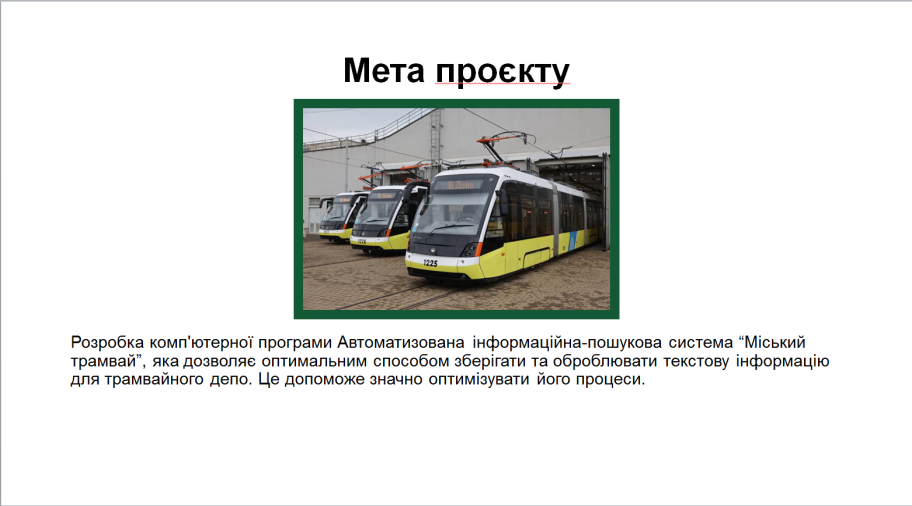 Мета проєкту
В Депо
1225
Розробка комп'ютерної програми Автоматизована інформаційна-пошукова система “Міський
трамвай”, яка дозволяє оптимальним способом зберігати та оброблювати текстову інформацію
для трамвайного депо. Це допоможе значно оптимізувати його процеси.